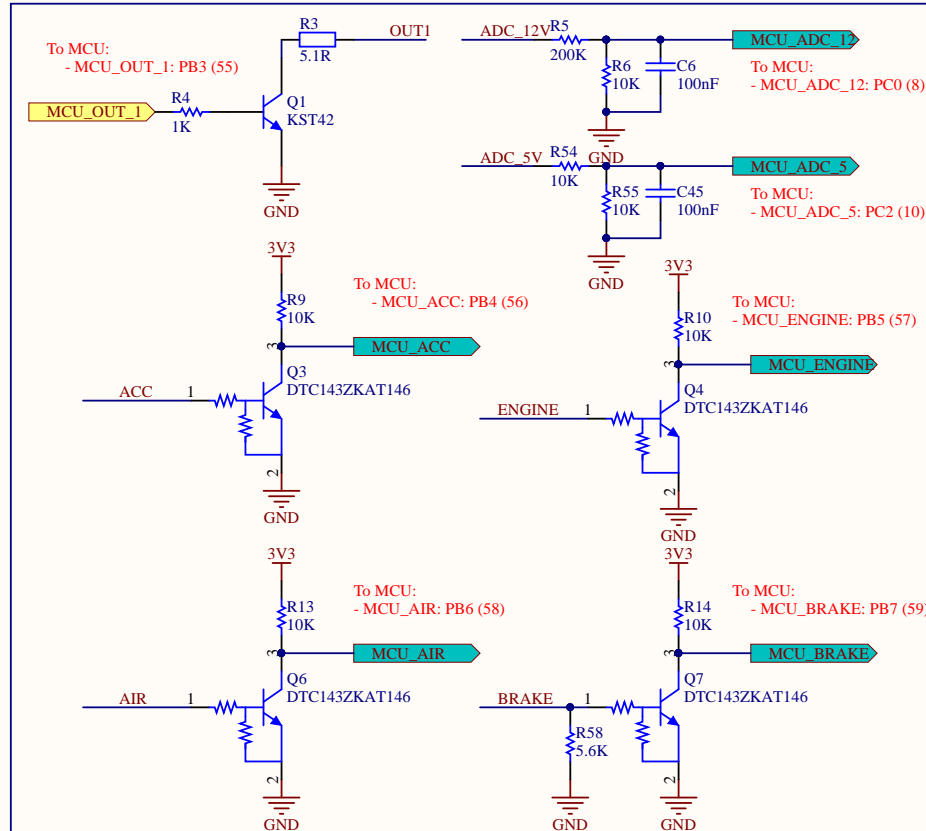 To MCU:
- MCU_OUT_1: PB3 (55)
R3
5.1R
OUT1
MCU_OUT_1
R4
1K
Q1
KST42
GND
ADC_12V
R5
200K
MCU_ADC_12
R6
10K
C6
100nF
To MCU:
- MCU_ADC_12: PC0 (8)
GND
ADC_5V
R54
10K
MCU_ADC_5
R55
10K
C45
100nF
To MCU:
- MCU_ADC_5: PC2 (10)
GND
3V3
R9
10K
To MCU:
- MCU_ACC: PB4 (56)
3
MCU_ACC
Q3
DTC143ZKAT146
ACC
1
2
GND
3V3
R10
10K
To MCU:
- MCU_ENGINE: PB5 (57)
3
MCU_ENGINE
Q4
DTC143ZKAT146
ENGINE
1
2
GND
3V3
R13
10K
To MCU:
- MCU_AIR: PB6 (58)
3
MCU_AIR
Q6
DTC143ZKAT146
AIR
1
2
GND
3V3
R14
10K
To MCU:
- MCU_BRAKE: PB7 (59)
3
MCU_BRAKE
Q7
DTC143ZKAT146
BRAKE
1
R58
5.6K
2
GND
GND